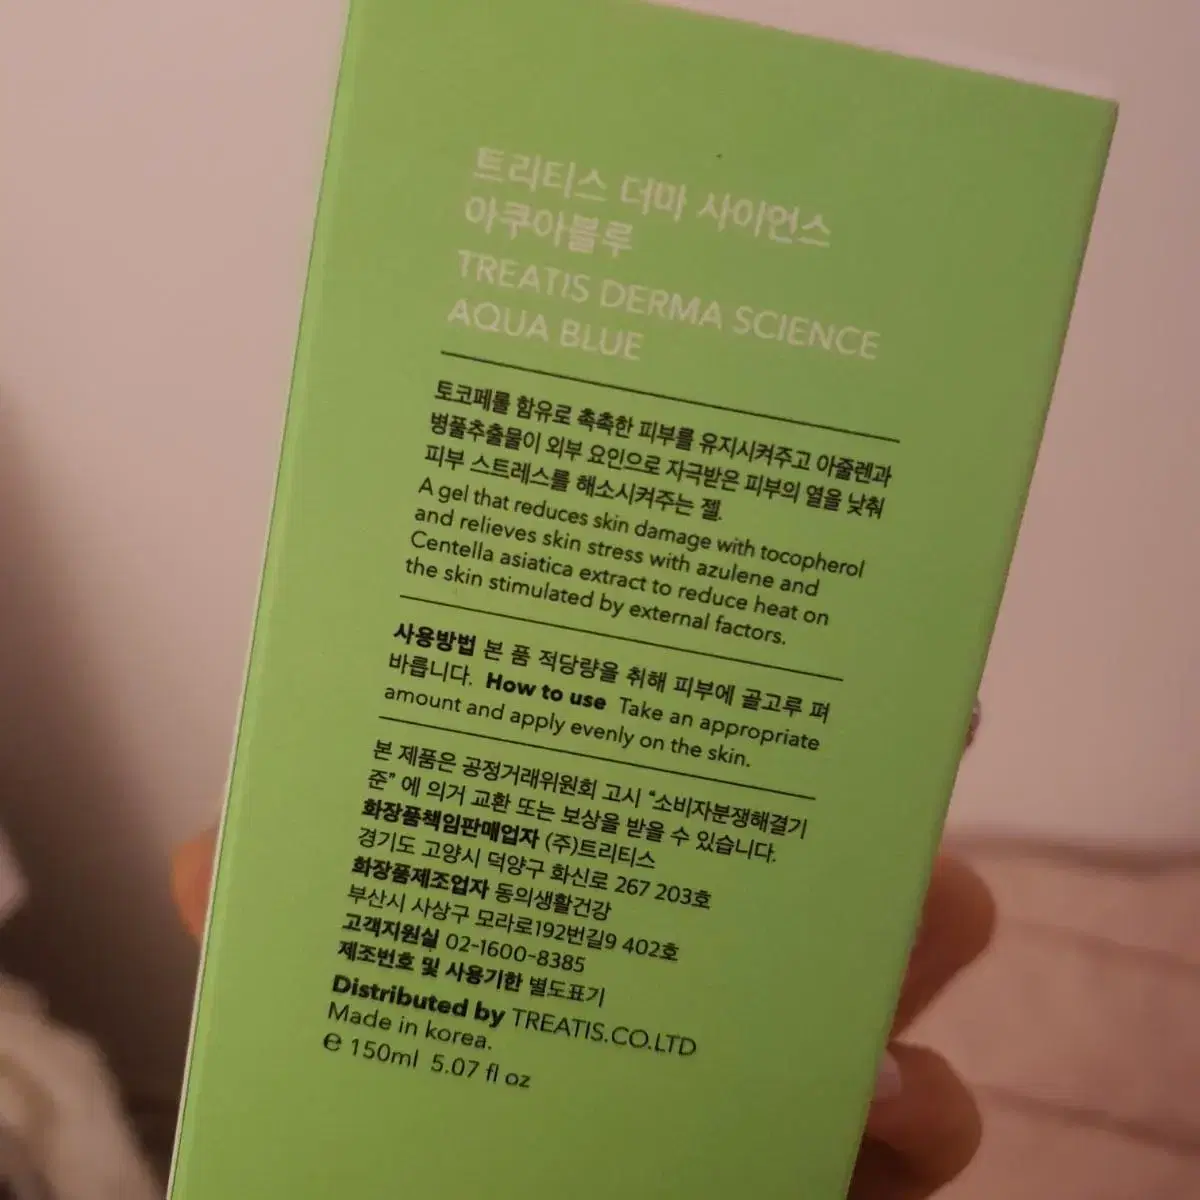 트리티스 더마 사이언스
아쿠아블루
TREATIS DERMA SCIENCE
AQUA BLUE
토코페롤 함유로 촉촉한 피부를 유지시켜주고 아줄렌과
병풀추출물이 외부 요인으로 자극받은 피부의 열을 낮춰
피부 스트레스를 해소시켜주는 젤.
A gel that reduces skin damage with tocopherol
and relieves skin stress with azulene and
Centella asiatica extract to reduce heat on
the skin stimulated by external factors.
사용방법 본 품 적당량을 취해 피부에 골고루 펴
바릅니다. How to use Take an appropriate
amount and apply evenly on the skin.
본 제품은 공정거래위원회 고시 “소비자분쟁해결기
준” 에 의거 교환 또는 보상을 받을 수 있습니다.
화장품책임판매업자 (주)트리티스
경기도 고양시 덕양구 화신로 267 203호
화장품제조업자 동의생활건강
부산시 사상구 모라로192번길9 402호
고객지원실 02-1600-8385
제조번호 및 사용기한 별도표기
Distributed by TREATIS.CO.LTD
Made in korea.
℮ 150ml 5.07 fl oz